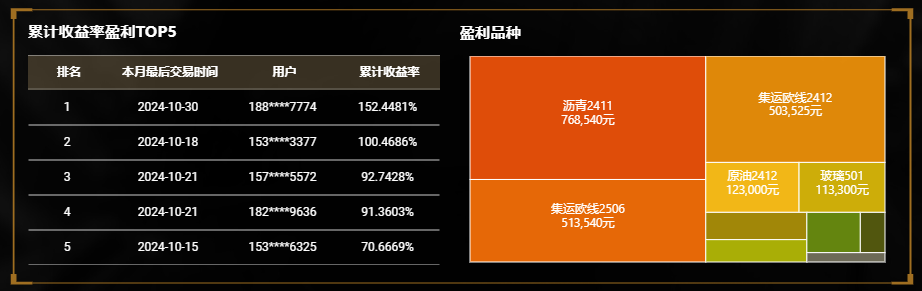 累计收益率盈利TOP5
排名 本月最后交易时间 用户 累计收益率
1 2024-10-30 188****7774 152.4481%
2 2024-10-18 153****3377 100.4686%
3 2024-10-21 157****5572 92.7428%
4 2024-10-21 182****9636 91.3603%
5 2024-10-15 153****6325 70.6669%
盈利品种
沥青2411
768,540元
集运欧线2412
503,525元
原油2412
123,000元
玻璃501
113,300元
集运欧线2506
513,540元